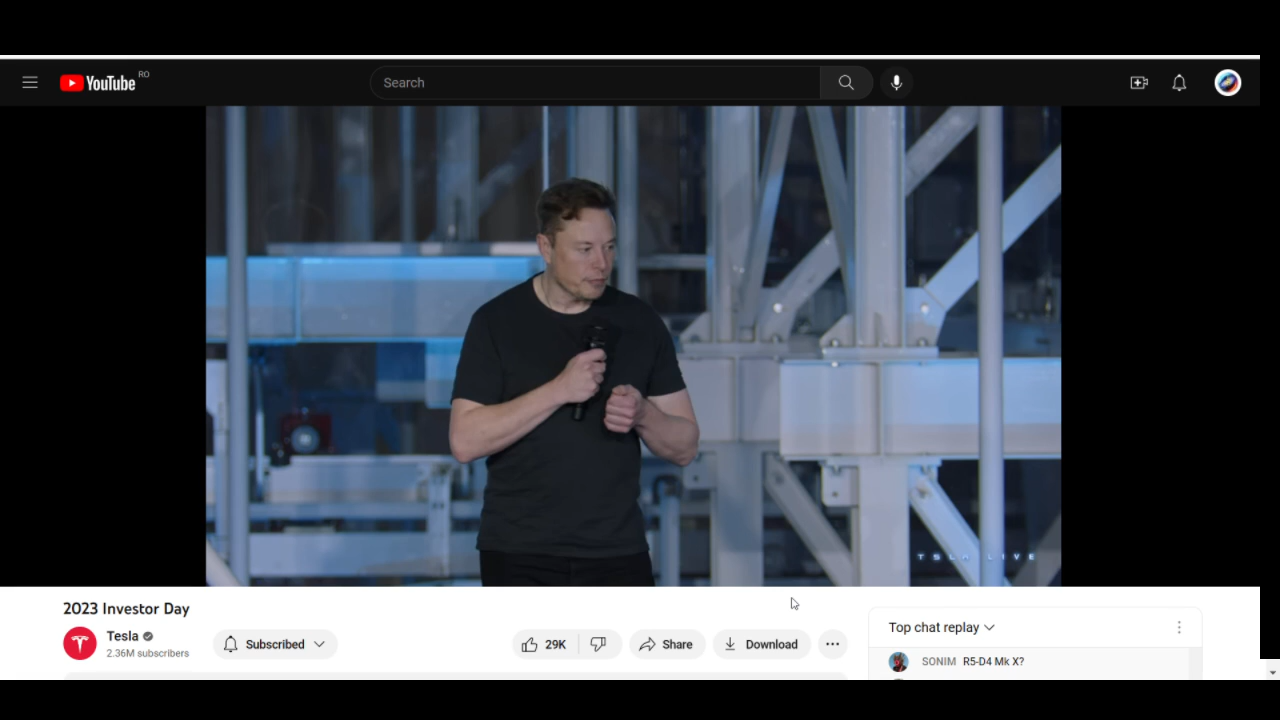 YouTube RO
Search
TSLA LIVE
2023 Investor Day
Tesla
2.36M subscribers
Subscribed
29K
Share
Download
Top chat replay
SONIM R5-D4 Mk X?